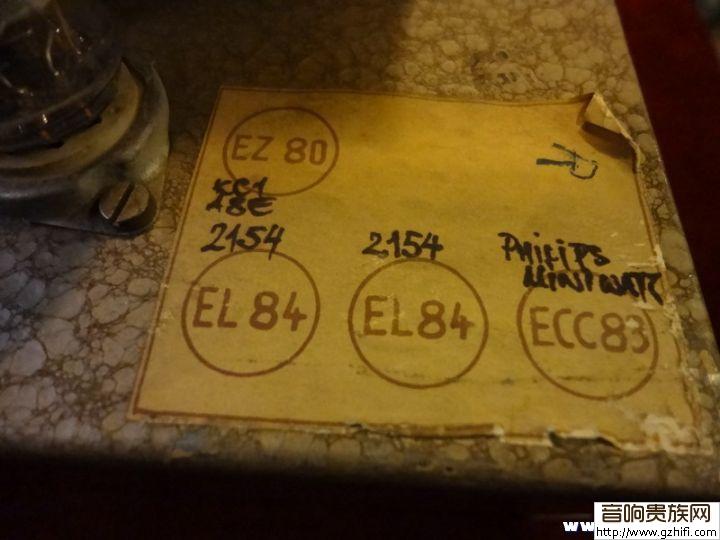 EZ 80
2154
2154
PHILIPS
MINIWATT
EL 84
EL 84
ECC83
音响贵族网
http://www.gzhifi.com